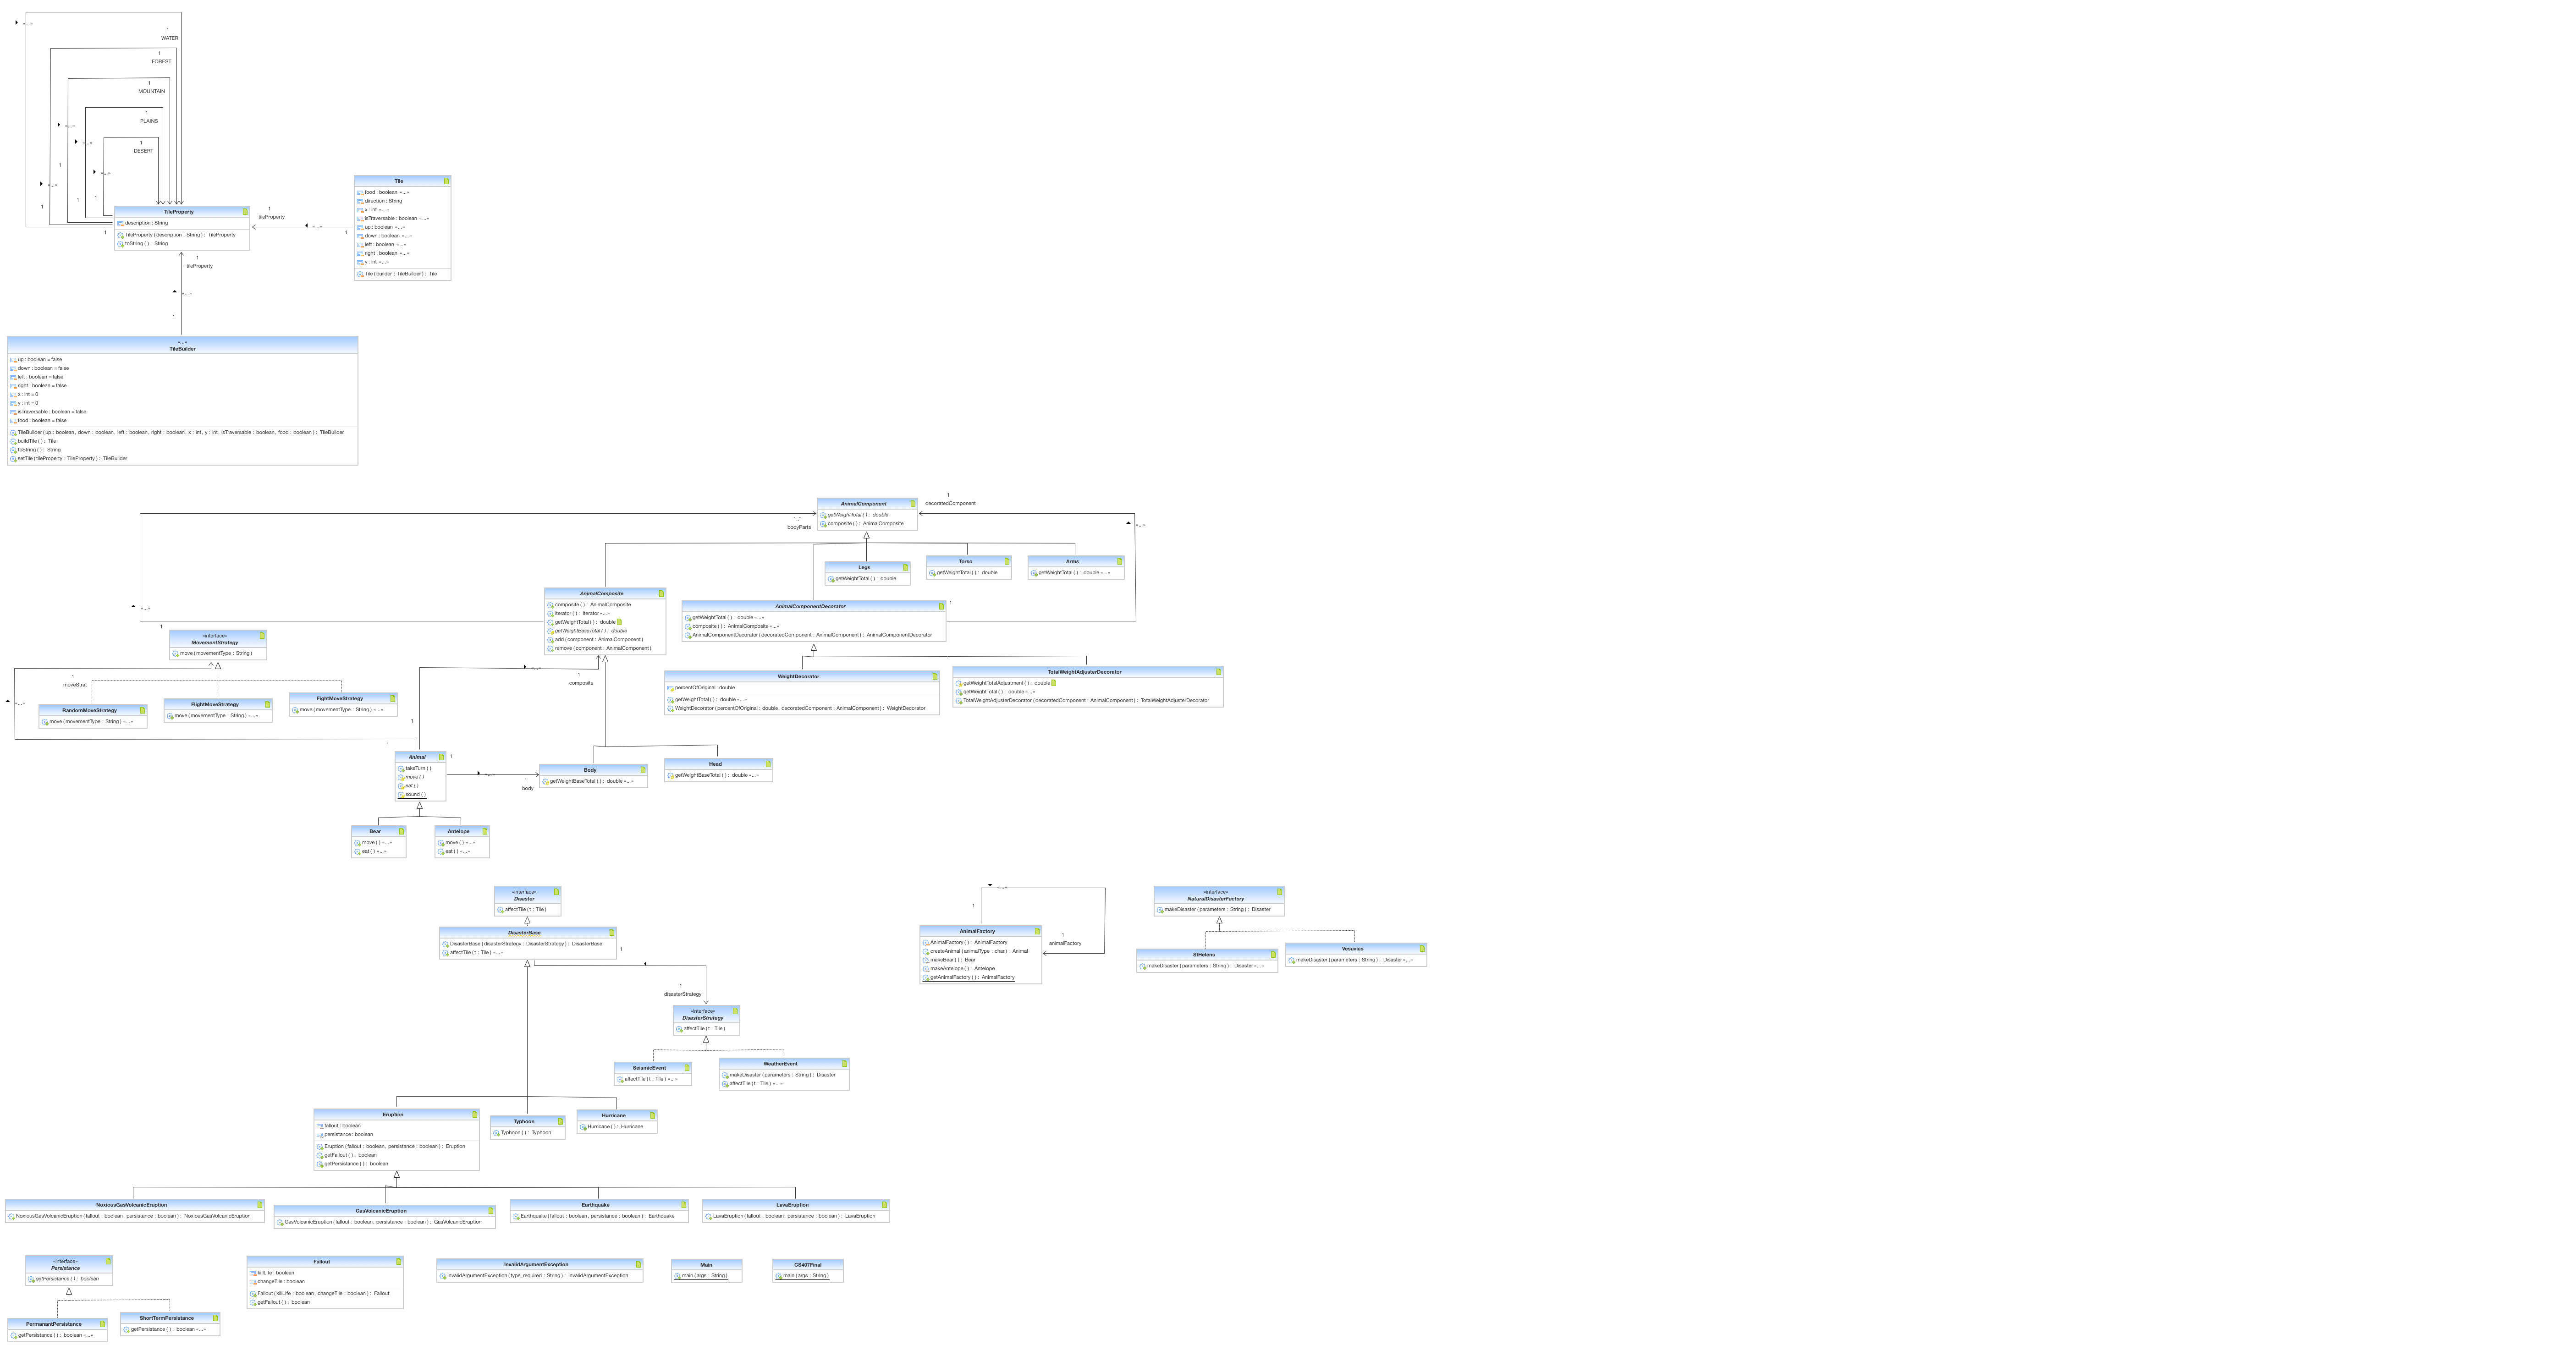 «...»
1
WATER
1
FOREST
1
MOUNTAIN
1
PLAINS
«...»
«...»
1
DESERT
1
«...»
«...»
1
1
1
1
TileProperty
description : String
TileProperty ( description : String ) : TileProperty
toString ( ) : String
1
1
tileProperty
«...»
1
Tile
food : boolean «...»
direction : String
x : int «...»
isTraversable : boolean «...»
up : boolean «...»
down : boolean «...»
left : boolean «...»
right : boolean «...»
y : int «...»
Tile ( builder : TileBuilder ) : Tile
1
tileProperty
«...»
1
«...»
TileBuilder
up : boolean = false
down : boolean = false
left : boolean = false
right : boolean = false
x : int = 0
y : int = 0
isTraversable : boolean = false
food : boolean = false
TileBuilder ( up : boolean, down : boolean, left : boolean, right : boolean, x : int, y : int, isTraversable : boolean, food : boolean ) : TileBuilder
buildTile ( ) : Tile
toString ( ) : String
setTile ( tileProperty : TileProperty ) : TileBuilder
AnimalComponent
getWeightTotal ( ) : double
composite ( ) : AnimalComposite
1
decoratedComponent
1..*
bodyParts
«...»
Legs
getWeightTotal ( ) : double
Torso
getWeightTotal ( ) : double
Arms
getWeightTotal ( ) : double «...»
AnimalComposite
composite ( ) : AnimalComposite
iterator ( ) : Iterator «...»
getWeightTotal ( ) : double
getWeightBaseTotal ( ) : double
add ( component : AnimalComponent )
remove ( component : AnimalComponent )
AnimalComponentDecorator
getWeightTotal ( ) : double «...»
composite ( ) : AnimalComposite «...»
AnimalComponentDecorator ( decoratedComponent : AnimalComponent ) : AnimalComponentDecorator
1
«...»
1
«interface»
MovementStrategy
move ( movementType : String )
1
moveStrat
«...»
RandomMoveStrategy
move ( movementType : String ) «...»
FlightMoveStrategy
move ( movementType : String ) «...»
FightMoveStrategy
move ( movementType : String ) «...»
«...»
1
composite
1
WeightDecorator
percentOfOriginal : double
getWeightTotal ( ) : double «...»
WeightDecorator ( percentOfOriginal : double, decoratedComponent : AnimalComponent ) : WeightDecorator
TotalWeightAdjusterDecorator
getWeightTotalAdjustment ( ) : double
getWeightTotal ( ) : double «...»
TotalWeightAdjusterDecorator ( decoratedComponent : AnimalComponent ) : TotalWeightAdjusterDecorator
1
Animal
takeTurn ( )
move ( )
eat ( )
sound ( )
1
«...»
1
body
Body
getWeightBaseTotal ( ) : double «...»
Head
getWeightBaseTotal ( ) : double «...»
Bear
move ( ) «...»
eat ( ) «...»
Antelope
move ( ) «...»
eat ( ) «...»
«interface»
Disaster
affectTile ( t : Tile )
DisasterBase
DisasterBase ( disasterStrategy : DisasterStrategy ) : DisasterBase
affectTile ( t : Tile ) «...»
1
1
disasterStrategy
«...»
1
AnimalFactory
AnimalFactory ( ) : AnimalFactory
createAnimal ( animalType : char ) : Animal
makeBear ( ) : Bear
makeAntelope ( ) : Antelope
getAnimalFactory ( ) : AnimalFactory
1
animalFactory
«interface»
NaturalDisasterFactory
makeDisaster ( parameters : String ) : Disaster
StHelens
makeDisaster ( parameters : String ) : Disaster «...»
Vesuvius
makeDisaster ( parameters : String ) : Disaster «...»
«interface»
DisasterStrategy
affectTile ( t : Tile )
SeismicEvent
affectTile ( t : Tile ) «...»
WeatherEvent
makeDisaster ( parameters : String ) : Disaster
affectTile ( t : Tile ) «...»
Eruption
fallout : boolean
persistance : boolean
Eruption ( fallout : boolean, persistance : boolean ) : Eruption
getFallout ( ) : boolean
getPersistance ( ) : boolean
Typhoon
Typhoon ( ) : Typhoon
Hurricane
Hurricane ( ) : Hurricane
NoxiousGasVolcanicEruption
NoxiousGasVolcanicEruption ( fallout : boolean, persistance : boolean ) : NoxiousGasVolcanicEruption
GasVolcanicEruption
GasVolcanicEruption ( fallout : boolean, persistance : boolean ) : GasVolcanicEruption
Earthquake
Earthquake ( fallout : boolean, persistance : boolean ) : Earthquake
LavaEruption
LavaEruption ( fallout : boolean, persistance : boolean ) : LavaEruption
«interface»
Persistance
getPersistance ( ) : boolean
PermanantPersistance
getPersistance ( ) : boolean «...»
ShortTermPersistance
getPersistance ( ) : boolean «...»
Fallout
killLife : boolean
changeTile : boolean
Fallout ( killLife : boolean, changeTile : boolean ) : Fallout
getFallout ( ) : boolean
InvalidArgumentException
InvalidArgumentException ( type_required : String ) : InvalidArgumentException
Main
main ( args : String )
CS407Final
main ( args : String )